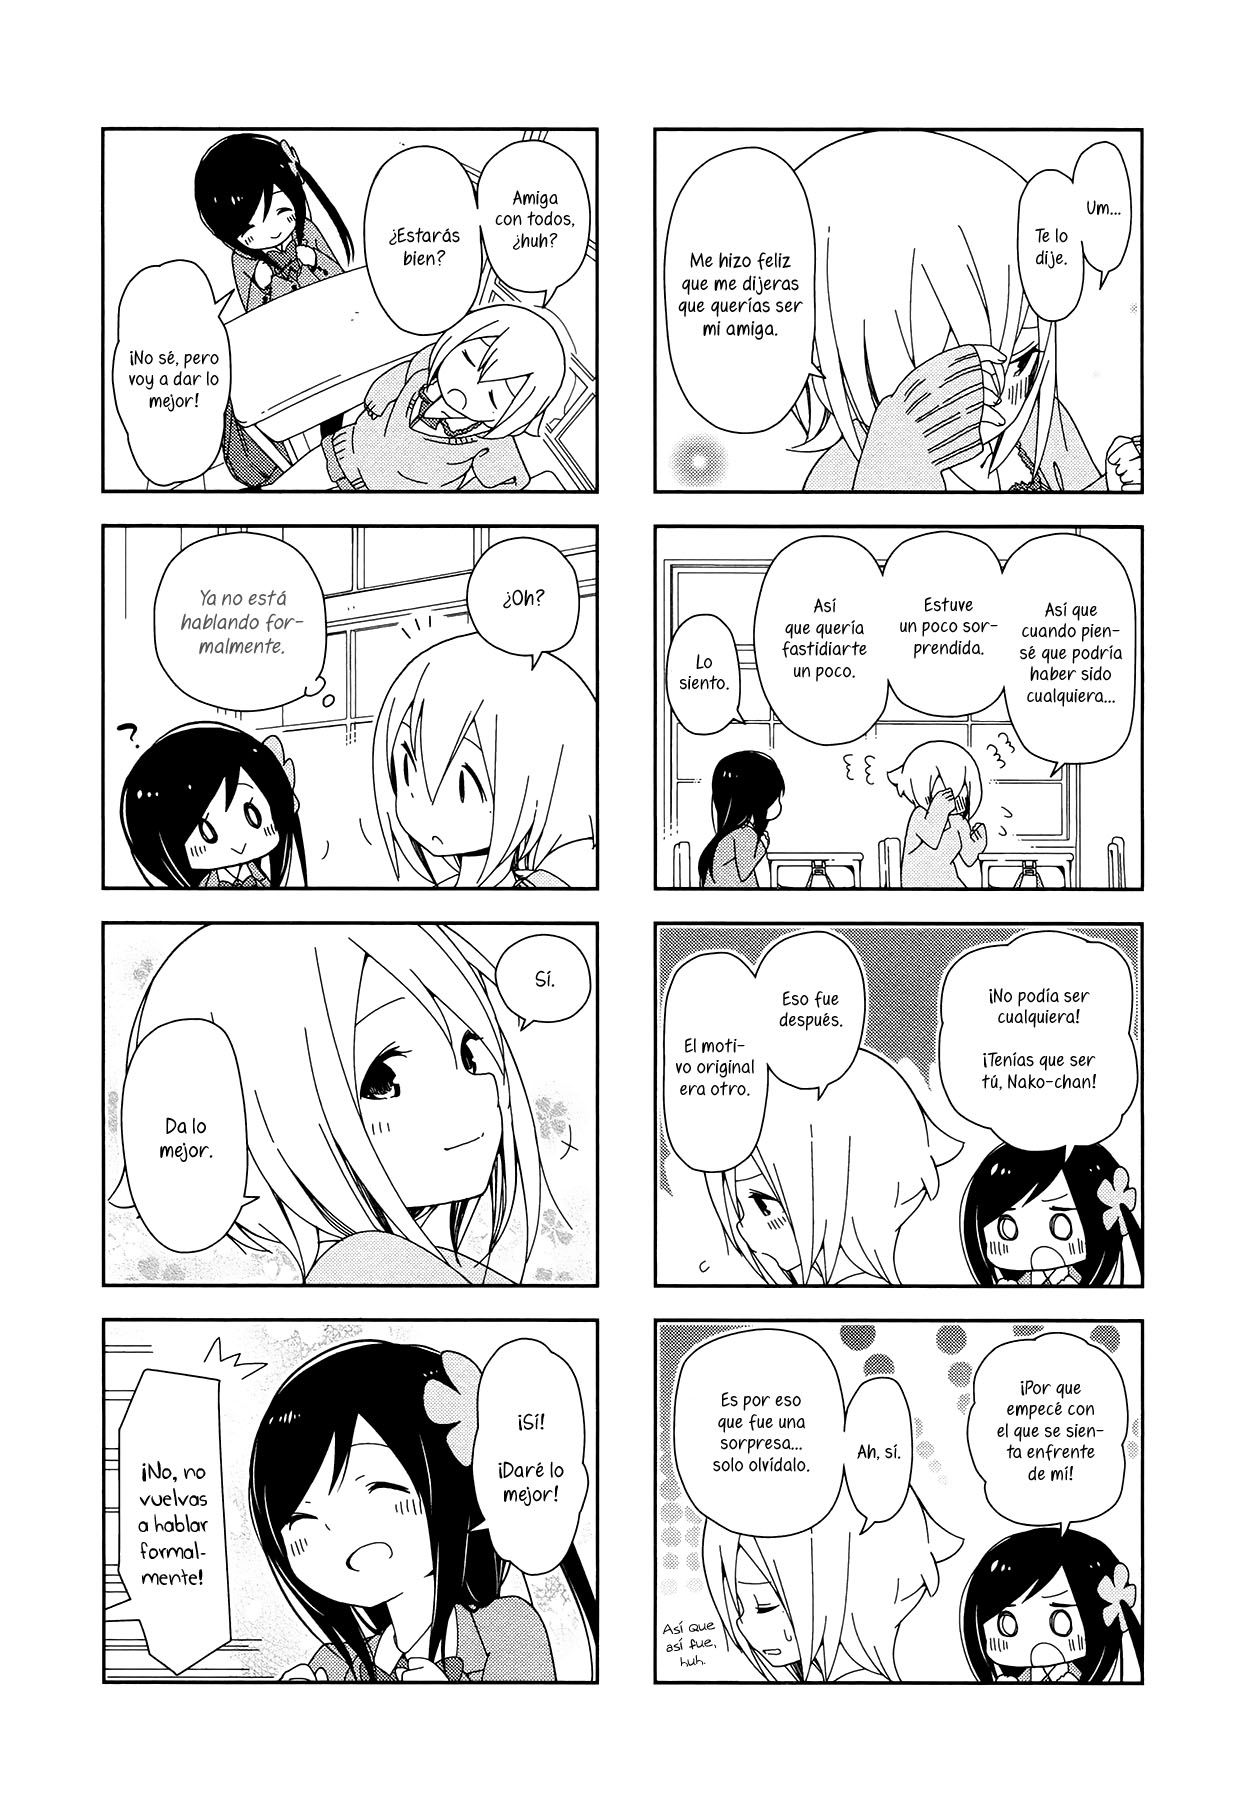 Um...
Te lo
dije.
Me hizo feliz
que me dijeras
que querías ser
mi amiga.
Así que
cuando pien-
sé que podría
haber sido
cualquiera...
Estuve
un poco sor-
prendida.
Así
que quería
fastidiarte
un poco.
Lo
siento.
¡No podía ser
cualquiera!
¡Tenías que ser
tú, Nako-chan!
Eso fue
después.
El moti-
vo original
era otro.
¡Por que
empecé con
el que se sien-
ta enfrente
de mí!
Ah, sí.
Es por eso
que fue una
sorpresa...
solo olvídalo.
Así que
así fue,
huh.
Amiga
con todos,
¿huh?
¿Estarás
bien?
¡No sé, pero
voy a dar lo
mejor!
¿Oh?
Ya no está
hablando for-
malmente.
?
Sí.
Da lo
mejor.
¡Sí!
¡Daré lo
mejor!
¡No, no
vuelvas
a hablar
formal-
mente!